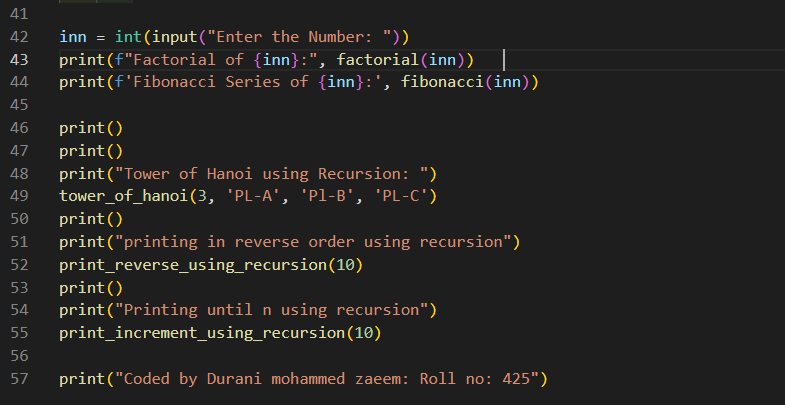 41
42 inn = int(input("Enter the Number: "))
43 print(f"Factorial of {inn}:", factorial(inn))
44 print(f'Fibonacci Series of {inn}:', fibonacci(inn))
45
46 print()
47 print()
48 print("Tower of Hanoi using Recursion: ")
49 tower_of_hanoi(3, 'PL-A', 'Pl-B', 'PL-C')
50 print()
51 print("printing in reverse order using recursion")
52 print_reverse_using_recursion(10)
53 print()
54 print("Printing until n using recursion")
55 print_increment_using_recursion(10)
56
57 print("Coded by Durani mohammed zaeem: Roll no: 425")